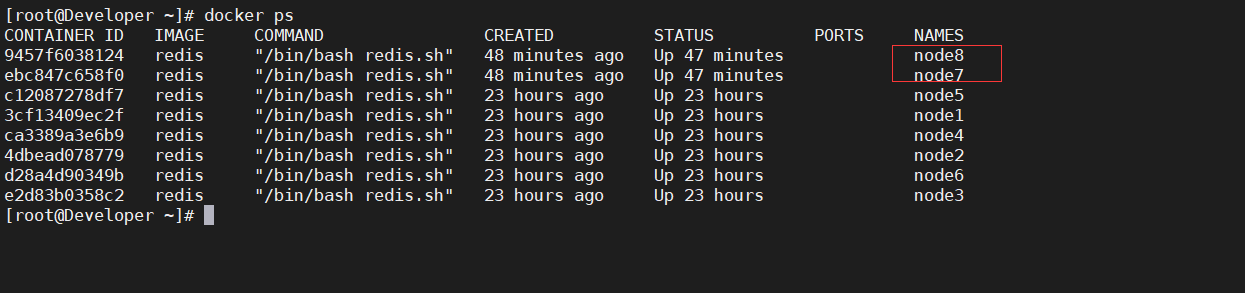 [root@Developer ~]# docker ps
CONTAINER ID   IMAGE     COMMAND                  CREATED          STATUS          PORTS     NAMES
9457f6038124   redis     "/bin/bash redis.sh"   48 minutes ago   Up 47 minutes             node8
ebc847c658f0   redis     "/bin/bash redis.sh"   48 minutes ago   Up 47 minutes             node7
c12087278df7   redis     "/bin/bash redis.sh"   23 hours ago     Up 23 hours               node5
3cf13409ec2f   redis     "/bin/bash redis.sh"   23 hours ago     Up 23 hours               node1
ca3389a3e6b9   redis     "/bin/bash redis.sh"   23 hours ago     Up 23 hours               node4
4dbead078779   redis     "/bin/bash redis.sh"   23 hours ago     Up 23 hours               node2
d28a4d90349b   redis     "/bin/bash redis.sh"   23 hours ago     Up 23 hours               node6
e2d83b0358c2   redis     "/bin/bash redis.sh"   23 hours ago     Up 23 hours               node3
[root@Developer ~]#